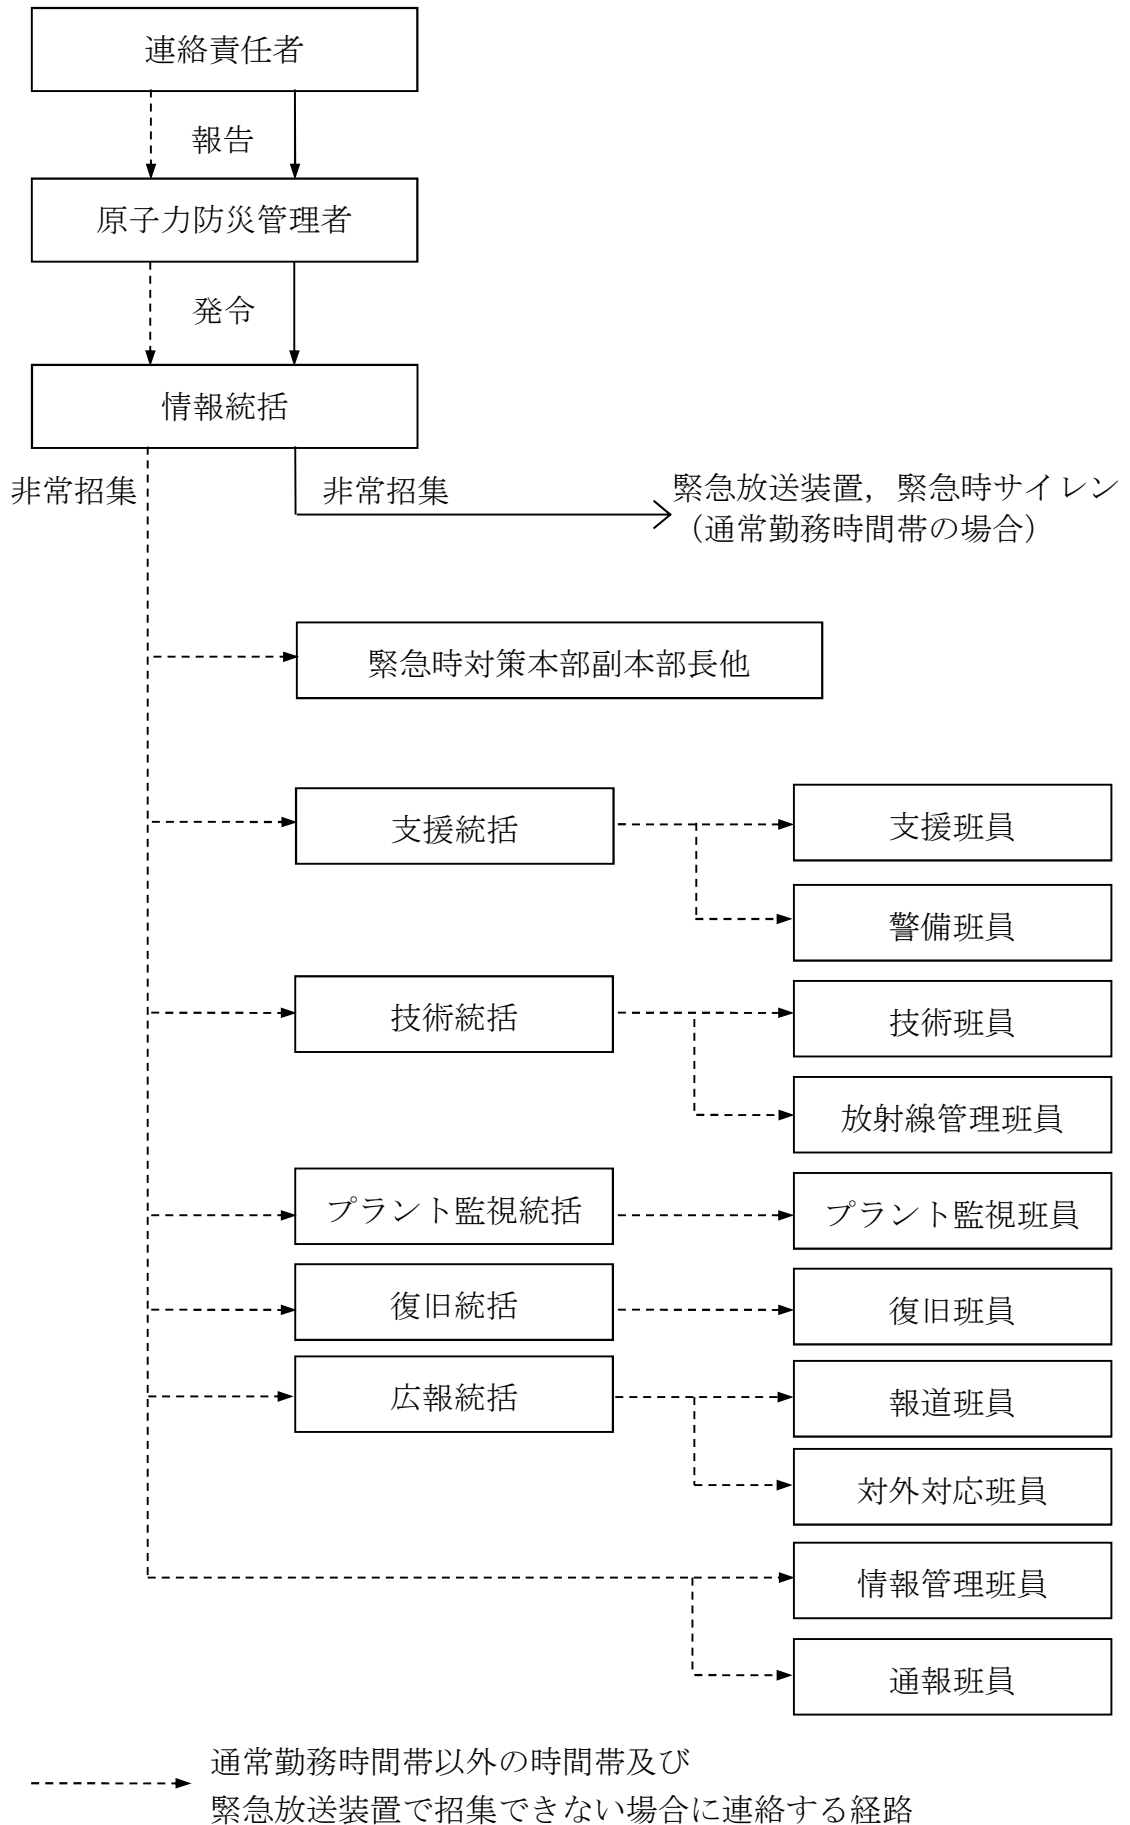 連絡責任者
報告
原子力防災管理者
発令
情報統括
非常招集
非常招集
緊急放送装置，緊急時サイレン
（通常勤務時間帯の場合）
緊急時対策本部副本部長他
支援統括
支援班員
警備班員
技術統括
技術班員
放射線管理班員
プラント監視統括
プラント監視班員
復旧統括
復旧班員
広報統括
報道班員
対外対応班員
情報管理班員
通報班員
通常勤務時間帯以外の時間帯及び
緊急放送装置で招集できない場合に連絡する経路